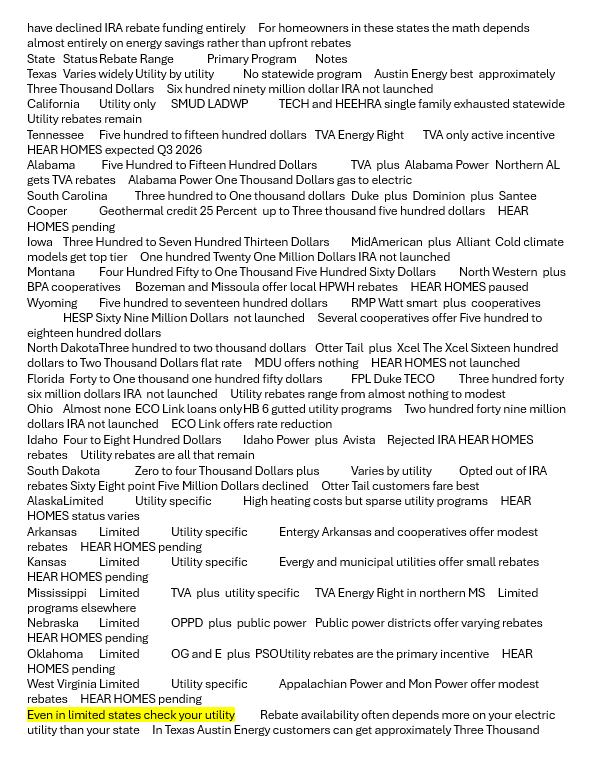 have declined IRA rebate funding entirely    For homeowners in these states the math depends
almost entirely on energy savings rather than upfront rebates
State  Status Rebate Range    Primary Program    Notes
Texas  Varies widely Utility by utility    No statewide program    Austin Energy best  approximately
Three Thousand Dollars    Six hundred ninety million dollar IRA not launched
California    Utility only    SMUD LADWP    TECH and HEEHRA single family exhausted statewide
Utility rebates remain
Tennessee    Five hundred to fifteen hundred dollars    TVA Energy Right    TVA only active incentive
HEAR HOMES expected Q3 2026
Alabama    Five Hundred to Fifteen Hundred Dollars    TVA  plus  Alabama Power  Northern AL
gets TVA rebates    Alabama Power One Thousand Dollars gas to electric
South Carolina    Three hundred to One thousand dollars  Duke  plus  Dominion  plus  Santee
Cooper    Geothermal credit 25 Percent  up to Three thousand five hundred dollars    HEAR
HOMES pending
Iowa    Three Hundred to Seven Hundred Thirteen Dollars    MidAmerican  plus  Alliant  Cold climate
models get top tier    One hundred Twenty One Million Dollars IRA not launched
Montana    Four Hundred Fifty to One Thousand Five Hundred Sixty Dollars    North Western  plus
BPA cooperatives    Bozeman and Missoula offer local HPWH rebates    HEAR HOMES paused
Wyoming    Five hundred to seventeen hundred dollars    RMP Watt smart  plus  cooperatives
HESP Sixty Nine Million Dollars  not launched    Several cooperatives offer Five hundred to
eighteen hundred dollars
North DakotaThree hundred to two thousand dollars    Otter Tail  plus  Xcel The Xcel Sixteen hundred
dollars to Two Thousand Dollars flat rate    MDU offers nothing    HEAR HOMES not launched
Florida  Forty to One thousand one hundred fifty dollars    FPL Duke TECO    Three hundred forty
six million dollars IRA  not launched    Utility rebates range from almost nothing to modest
Ohio    Almost none  ECO Link loans onlyHB 6 gutted utility programs    Two hundred forty nine million
dollars IRA not launched    ECO Link offers rate reduction
Idaho  Four to Eight Hundred Dollars    Idaho Power  plus  Avista    Rejected IRA HEAR HOMES
rebates    Utility rebates are all that remain
South Dakota    Zero to four Thousand Dollars plus    Varies by utility    Opted out of IRA
rebates Sixty Eight point Five Million Dollars declined    Otter Tail customers fare best
AlaskaLimited    Utility specific    High heating costs but sparse utility programs    HEAR
HOMES status varies
Arkansas    Limited    Utility specific    Entergy Arkansas and cooperatives offer modest
rebates    HEAR HOMES pending
Kansas    Limited    Utility specific    Evergy and municipal utilities offer small rebates
HEAR HOMES pending
Mississippi    Limited    TVA  plus  utility specific    TVA Energy Right in northern MS    Limited
programs elsewhere
Nebraska    Limited    OPPD  plus  public power    Public power districts offer varying rebates
HEAR HOMES pending
Oklahoma    Limited    OG and E  plus  PSOUtility rebates are the primary incentive    HEAR
HOMES pending
West Virginia Limited    Utility specific    Appalachian Power and Mon Power offer modest
rebates    HEAR HOMES pending
Even in limited states check your utility    Rebate availability often depends more on your electric
utility than your state    In Texas Austin Energy customers can get approximately Three Thousand